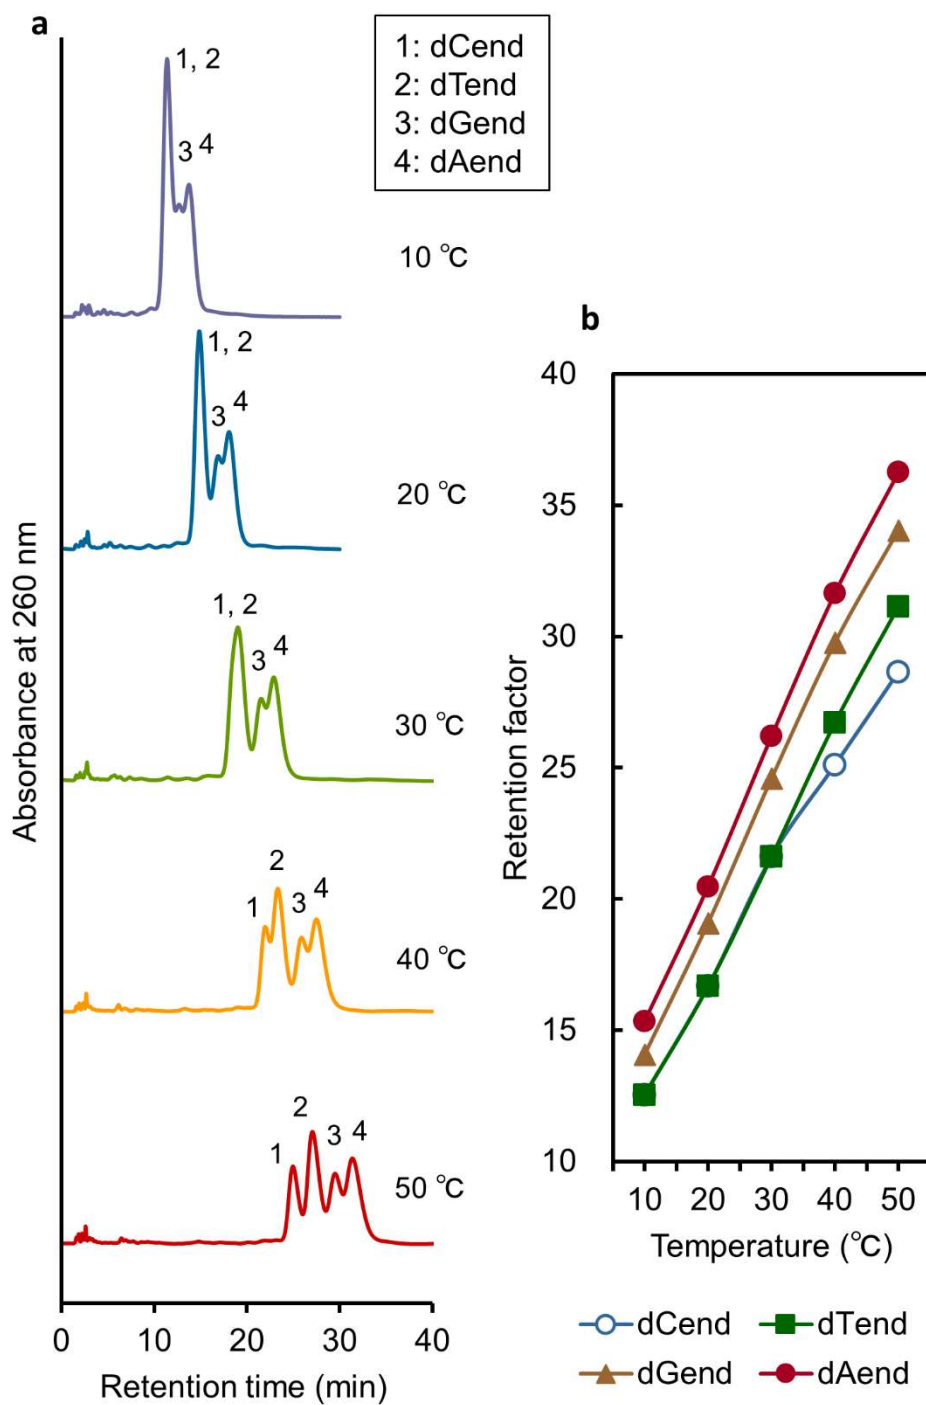 a
1: dCend
2: dTend
3: dGend
4: dAend
1, 2
3 4
10 °C
1, 2
3 4
20 °C
1, 2
3 4
30 °C
2
1 3 4
40 °C
2
1 3 4
50 °C
Absorbance at 260 nm
0 10 20 30 40
Retention time (min)
b
40
35
30
25
20
15
10
Retention factor
10 20 30 40 50
Temperature (°C)
dCend dTend
dGend dAend